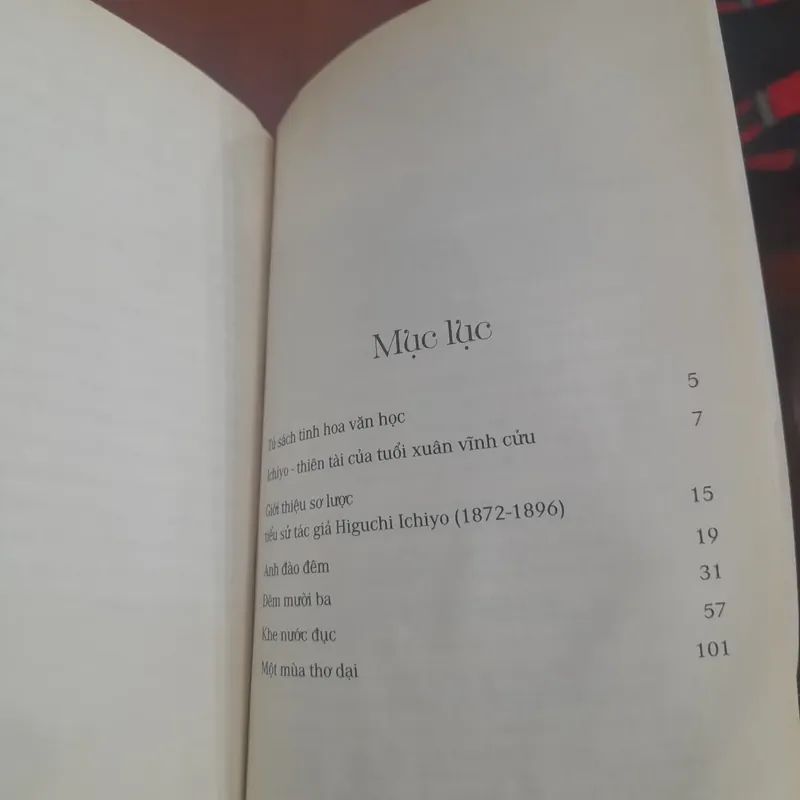 Mục lục
Tủ sách tinh hoa văn học 5
Ichiyo - thiên tài của tuổi xuân vĩnh cửu 7
Giới thiệu sơ lược
tiểu sử tác giả Higuchi Ichiyo (1872-1896) 15
Anh đào đêm 19
Đêm mười ba 31
Khe nước đục 57
Một mùa thơ dại 101